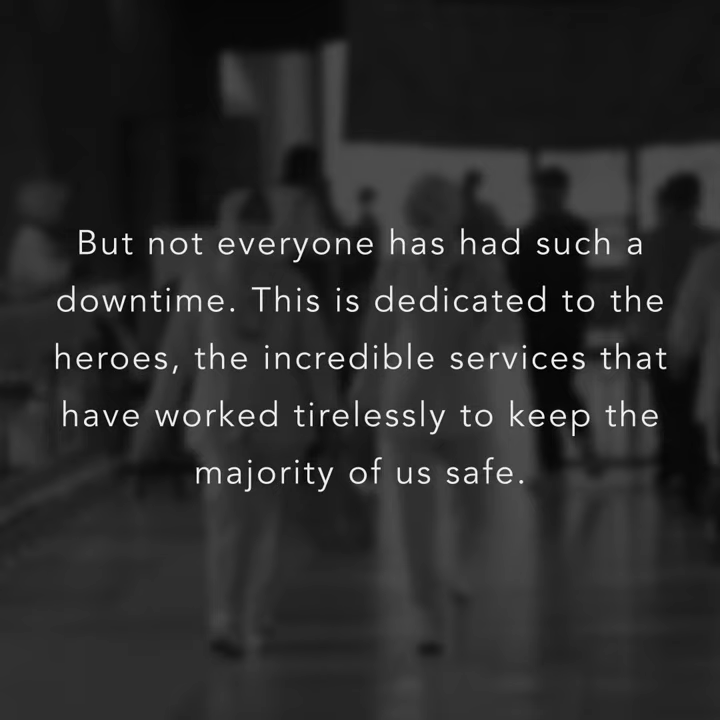 But not everyone has had such a
downtime. This is dedicated to the
heroes, the incredible services that
have worked tirelessly to keep the
majority of us safe.